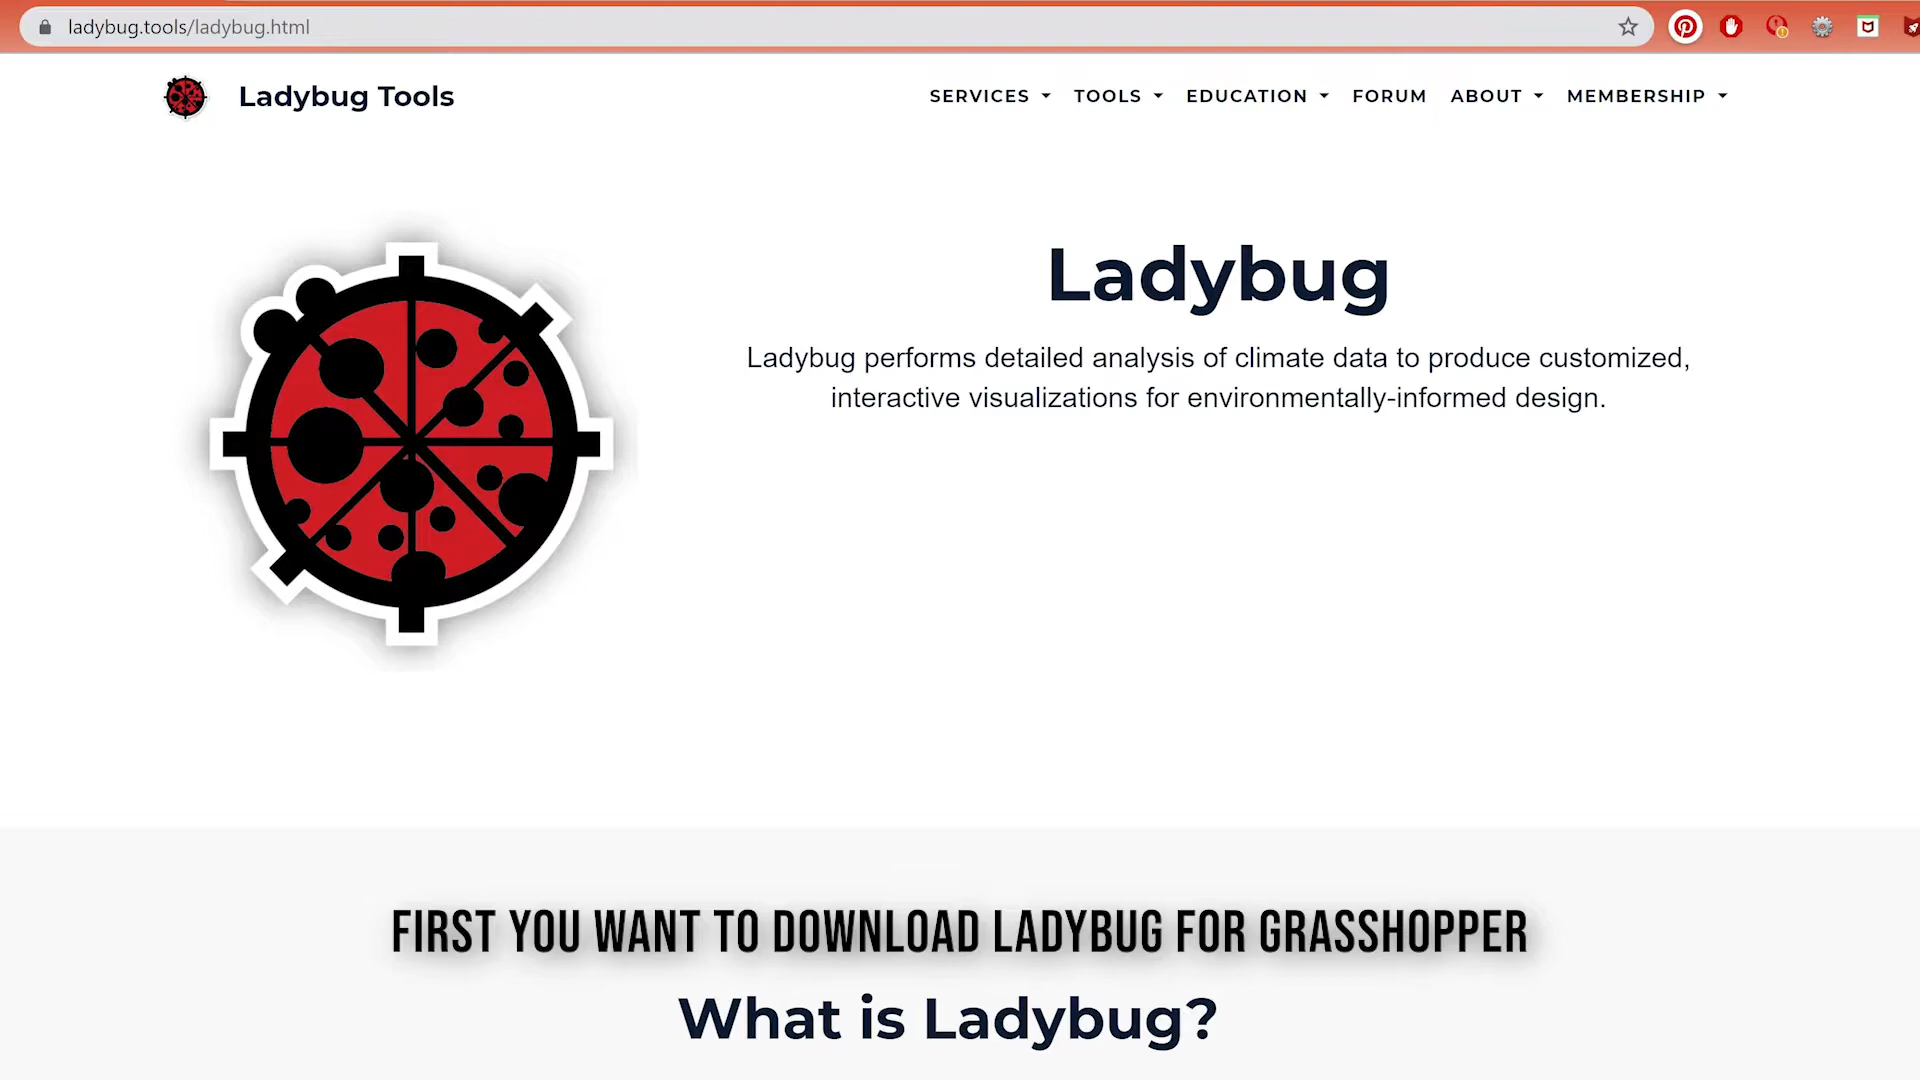 ladybug.tools/ladybug.html
Ladybug Tools
SERVICES TOOLS EDUCATION FORUM ABOUT MEMBERSHIP
Ladybug
Ladybug performs detailed analysis of climate data to produce customized,
interactive visualizations for environmentally-informed design.
FIRST YOU WANT TO DOWNLOAD LADYBUG FOR GRASSHOPPER
What is Ladybug?